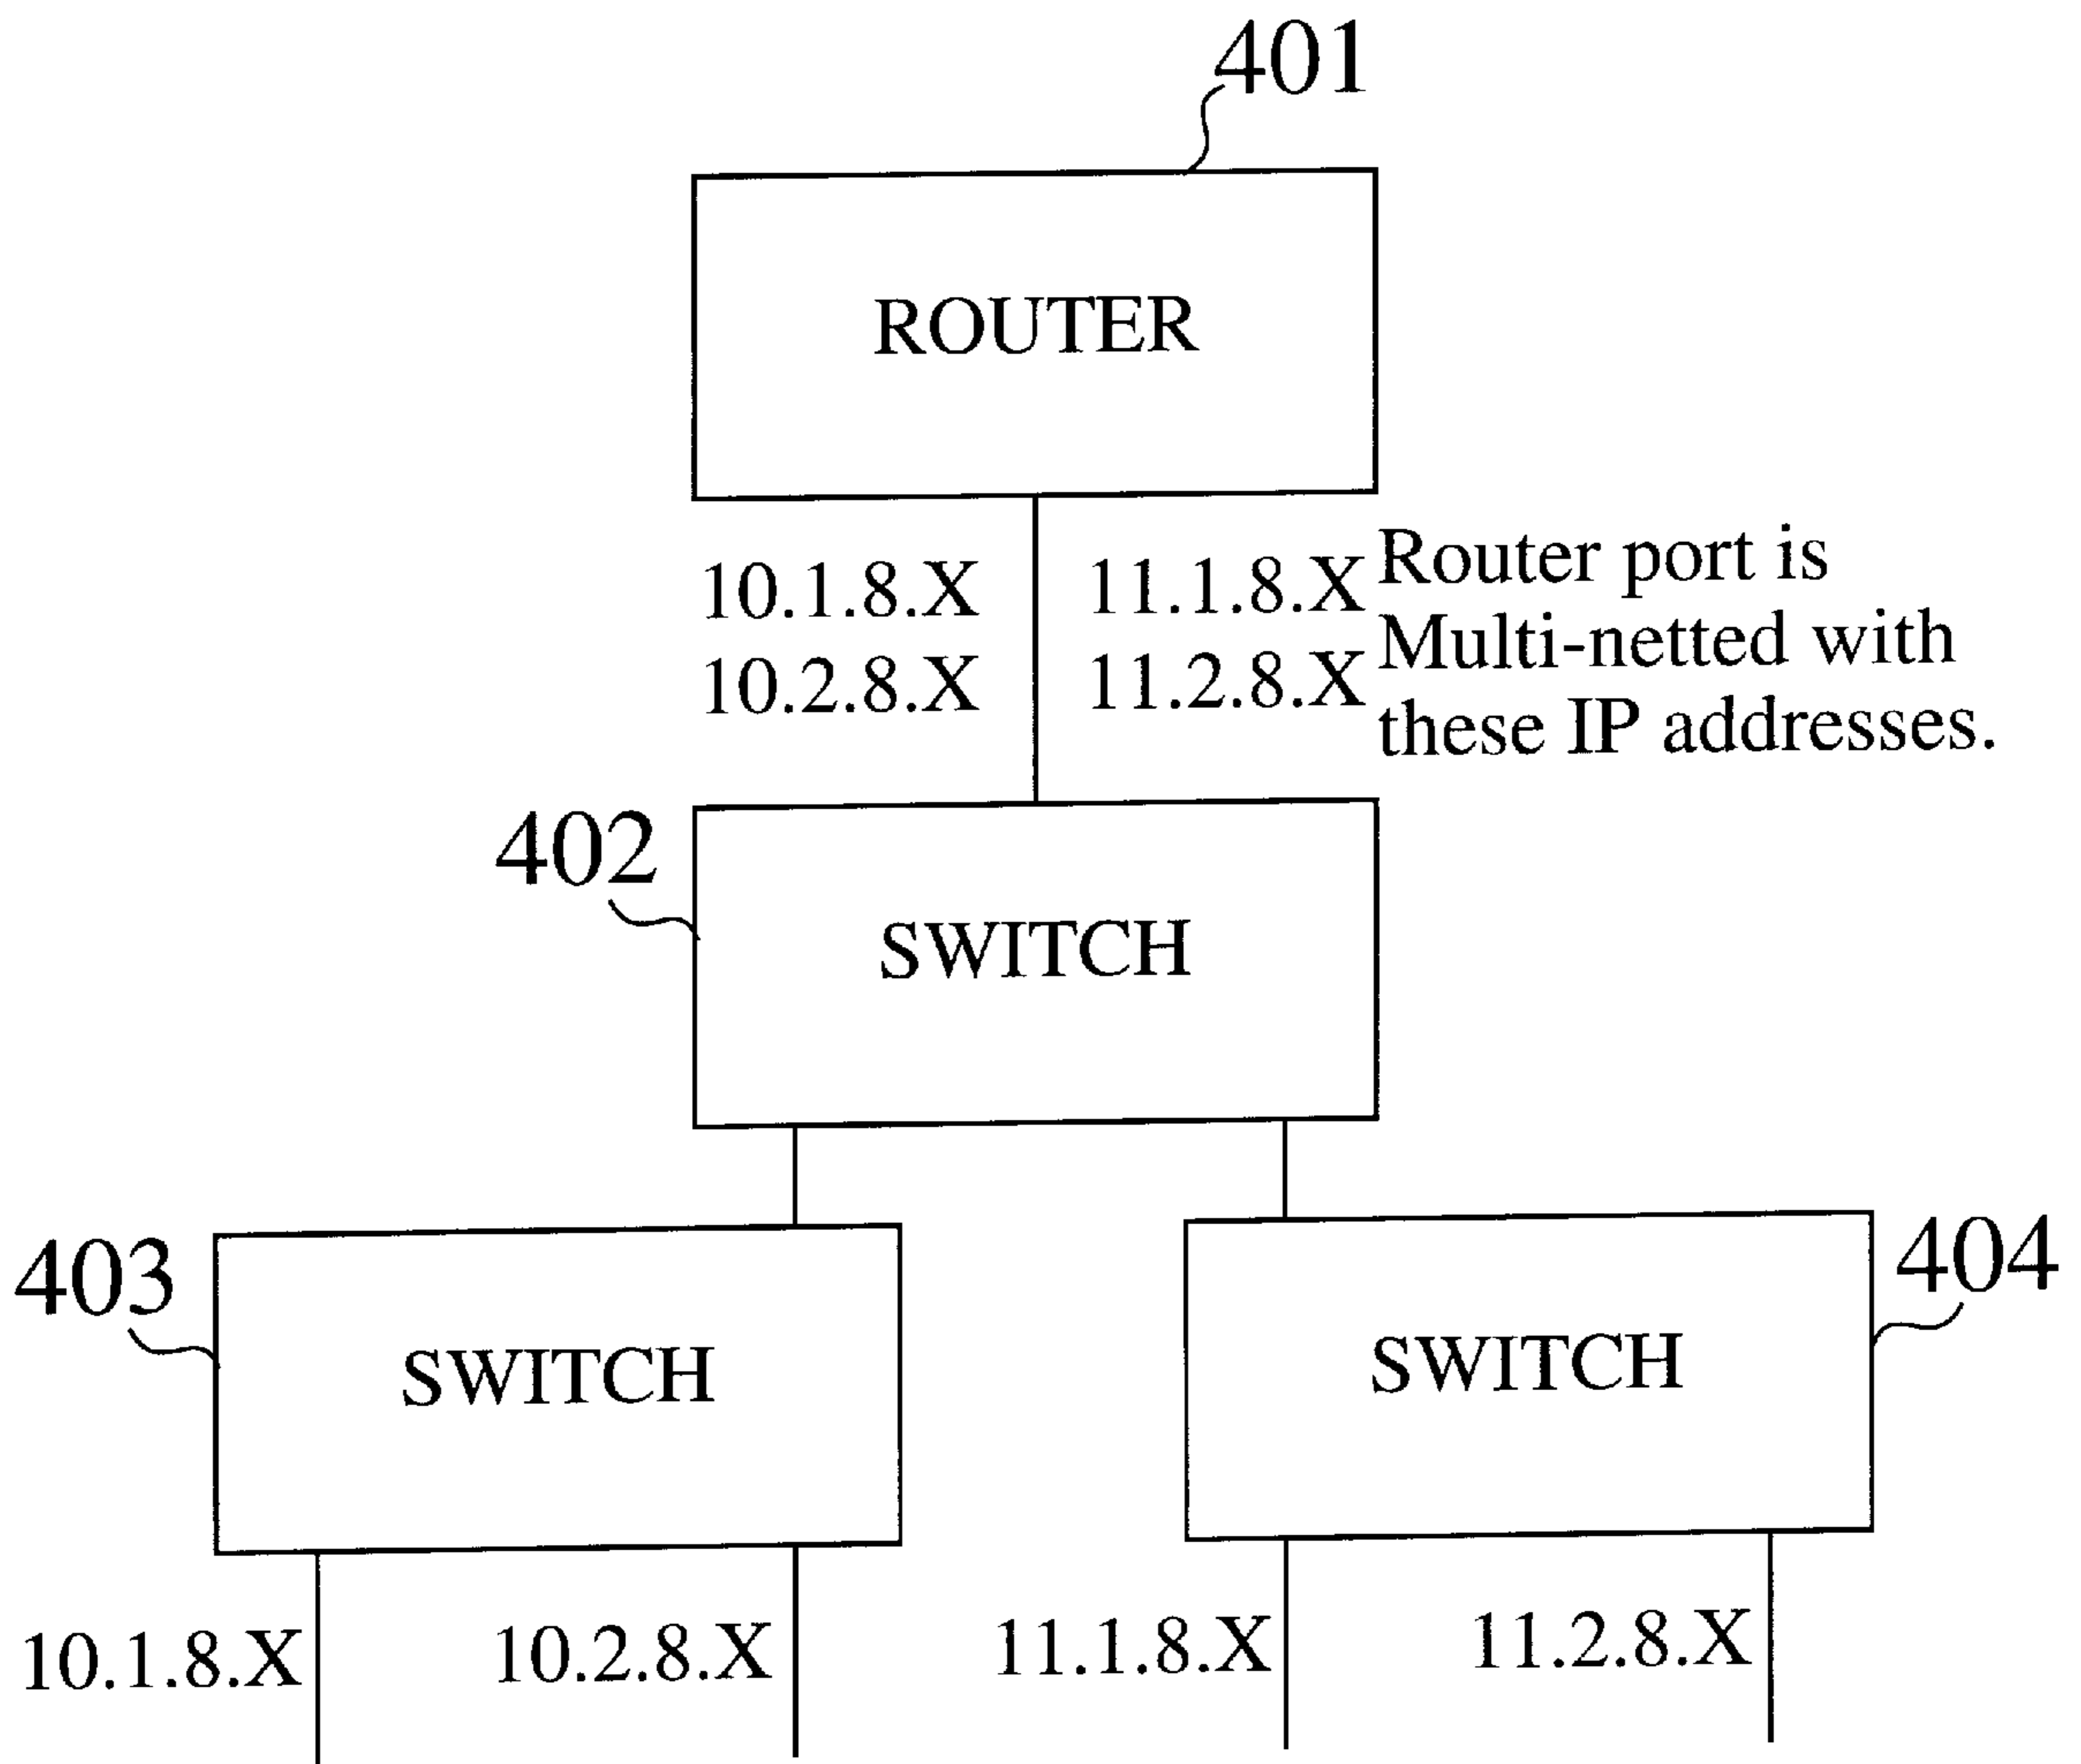 401
ROUTER
10.1.8.X 11.1.8.X Router port is
10.2.8.X 11.2.8.X Multi-netted with
these IP addresses.
402
SWITCH
403
404
SWITCH
SWITCH
10.1.8.X 10.2.8.X 11.1.8.X 11.2.8.X